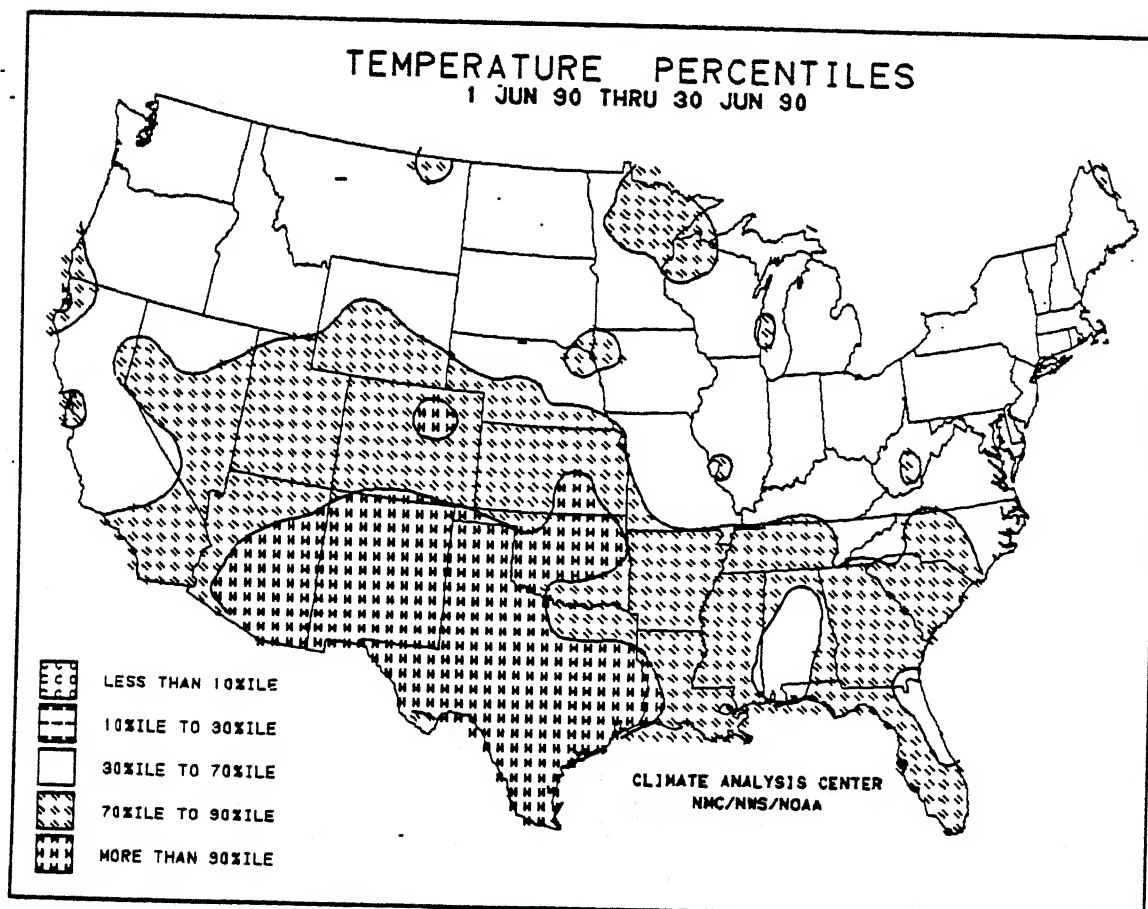 TEMPERATURE PERCENTILES
1 JUN 90 THRU 30 JUN 90
LESS THAN 10%ILE
10%ILE TO 30%ILE
30%ILE TO 70%ILE
70%ILE TO 90%ILE
MORE THAN 90%ILE
CLIMATE ANALYSIS CENTER
NMC/NWS/NOAA